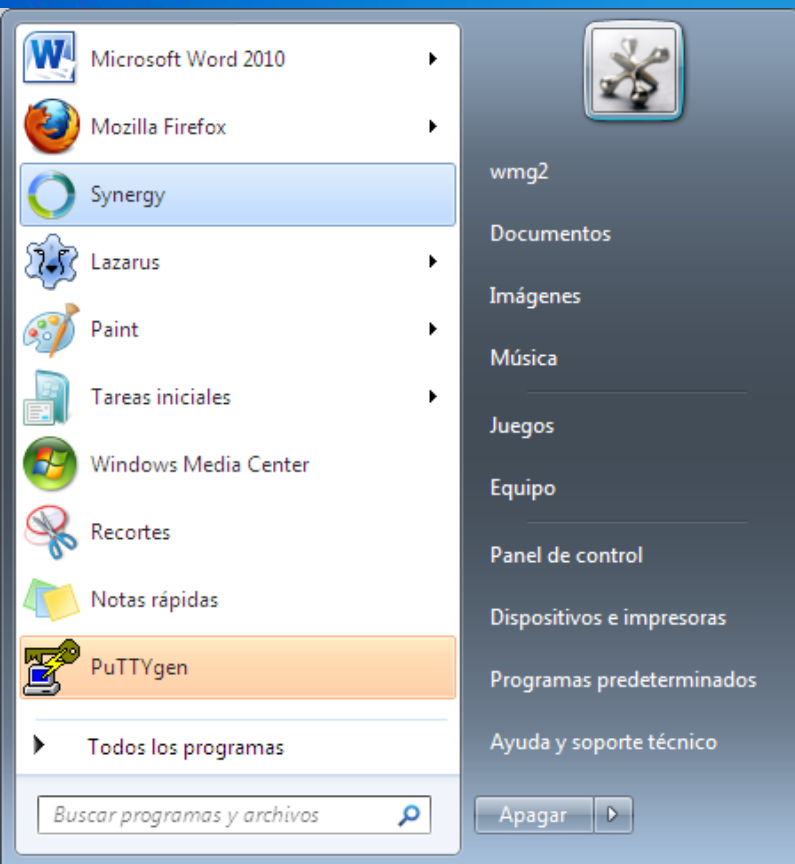 Microsoft Word 2010
Mozilla Firefox
Synergy
Lazarus
Paint
Tareas iniciales
Windows Media Center
Recortes
Notas rápidas
PuTTYgen
Todos los programas
Buscar programas y archivos
wmg2
Documentos
Imágenes
Música
Juegos
Equipo
Panel de control
Dispositivos e impresoras
Programas predeterminados
Ayuda y soporte técnico
Apagar